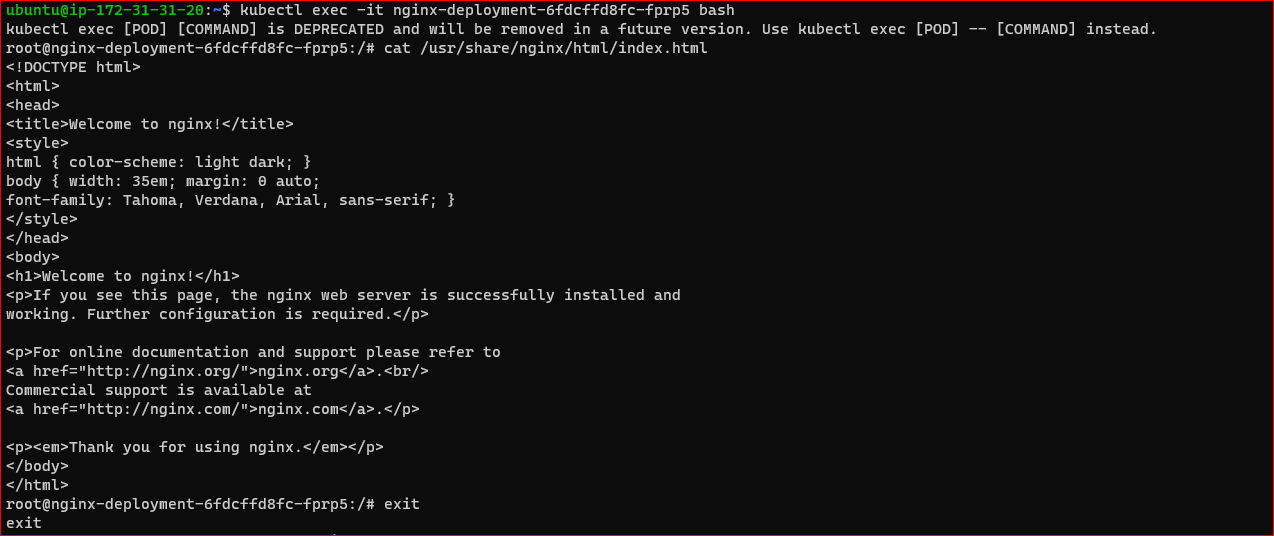 ubuntu@ip-172-31-31-20:~$ kubectl exec -it nginx-deployment-6fdcffd8fc-fprp5 bash
kubectl exec [POD] [COMMAND] is DEPRECATED and will be removed in a future version. Use kubectl exec [POD] -- [COMMAND] instead.
root@nginx-deployment-6fdcffd8fc-fprp5:/# cat /usr/share/nginx/html/index.html
<!DOCTYPE html>
<html>
<head>
<title>Welcome to nginx!</title>
<style>
html { color-scheme: light dark; }
body { width: 35em; margin: 0 auto;
font-family: Tahoma, Verdana, Arial, sans-serif; }
</style>
</head>
<body>
<h1>Welcome to nginx!</h1>
<p>If you see this page, the nginx web server is successfully installed and
working. Further configuration is required.</p>

<p>For online documentation and support please refer to
<a href="http://nginx.org/">nginx.org</a>.<br/>
Commercial support is available at
<a href="http://nginx.com/">nginx.com</a>.</p>

<p><em>Thank you for using nginx.</em></p>
</body>
</html>
root@nginx-deployment-6fdcffd8fc-fprp5:/# exit
exit